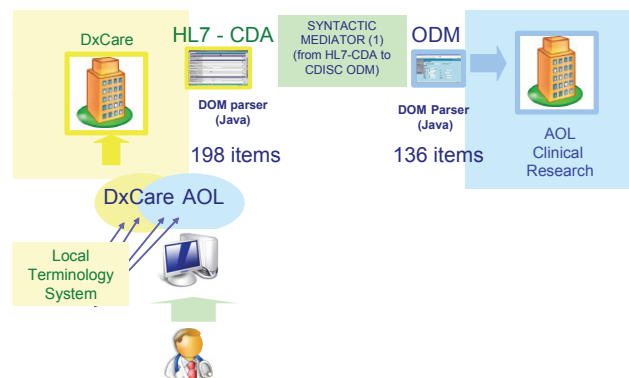 DxCare
HL7 - CDA
SYNTACTIC
MEDIATOR (1)
(from HL7-CDA to
CDISC ODM)
ODM
DOM parser
(Java)
DOM Parser
(Java)
198 items
136 items
AOL
Clinical
Research
DxCare AOL
Local
Terminology
System